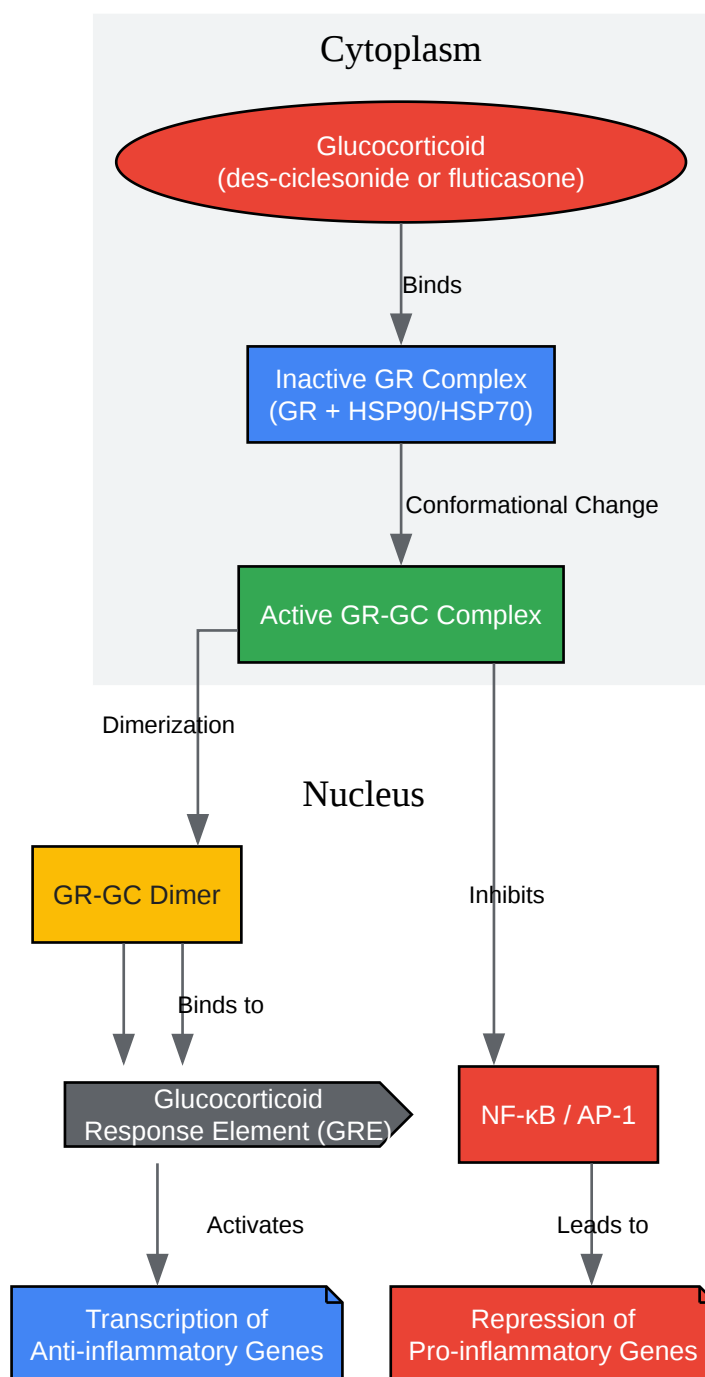 Cytoplasm
Glucocorticoid
(des-ciclesonide or fluticasone)
Binds
Inactive GR Complex
(GR + HSP90/HSP70)
Conformational Change
Active GR-GC Complex
Dimerization
Nucleus
GR-GC Dimer
Inhibits
Binds to
Glucocorticoid
Response Element (GRE)
NF-κB / AP-1
Activates
Leads to
Transcription of
Anti-inflammatory Genes
Repression of
Pro-inflammatory Genes